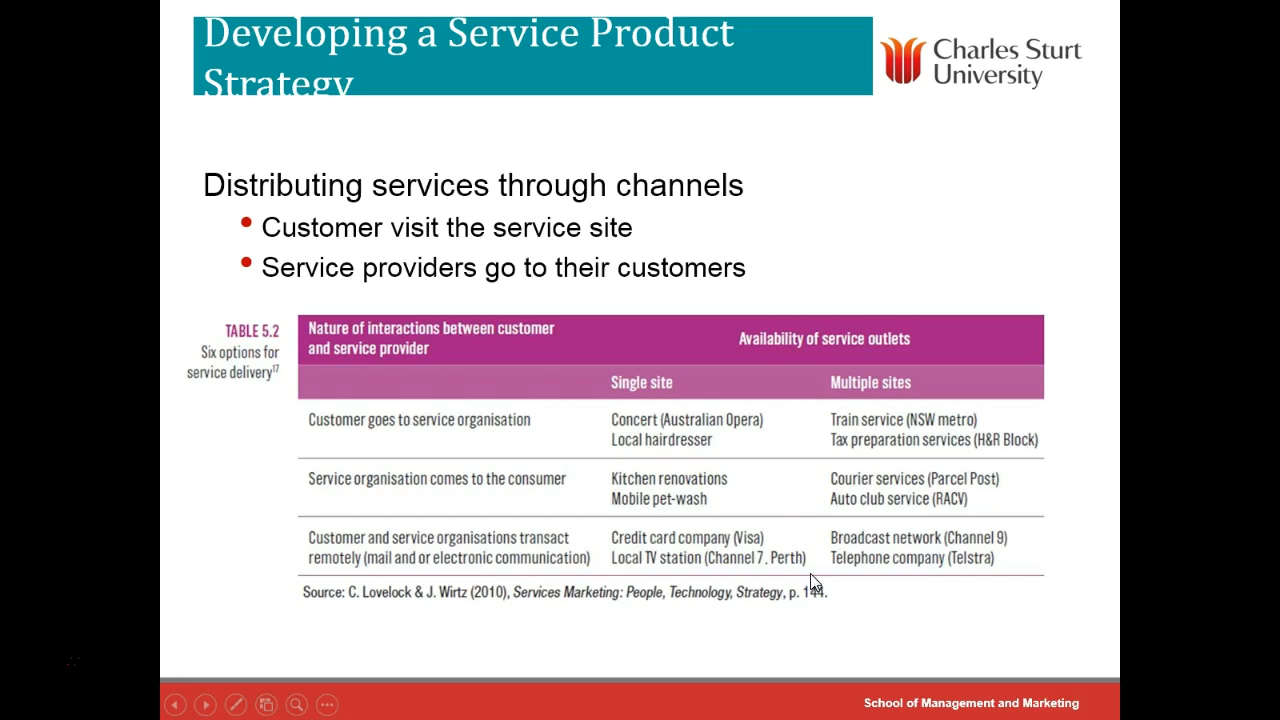 Developing a Service Product
Strategy
Charles Sturt
University
Distributing services through channels
• Customer visit the service site
• Service providers go to their customers
TABLE 5.2
Six options for
service delivery17
Nature of interactions between customer
and service provider
Availability of service outlets
Single site Multiple sites
Customer goes to service organisation
Concert (Australian Opera)
Local hairdresser
Train service (NSW metro)
Tax preparation services (H&R Block)
Service organisation comes to the consumer
Kitchen renovations
Mobile pet-wash
Courier services (Parcel Post)
Auto club service (RACV)
Customer and service organisations transact
remotely (mail and or electronic communication)
Credit card company (Visa)
Local TV station (Channel 7, Perth)
Broadcast network (Channel 9)
Telephone company (Telstra)
Source: C. Lovelock & J. Wirtz (2010), Services Marketing: People, Technology, Strategy, p. 144.
School of Management and Marketing